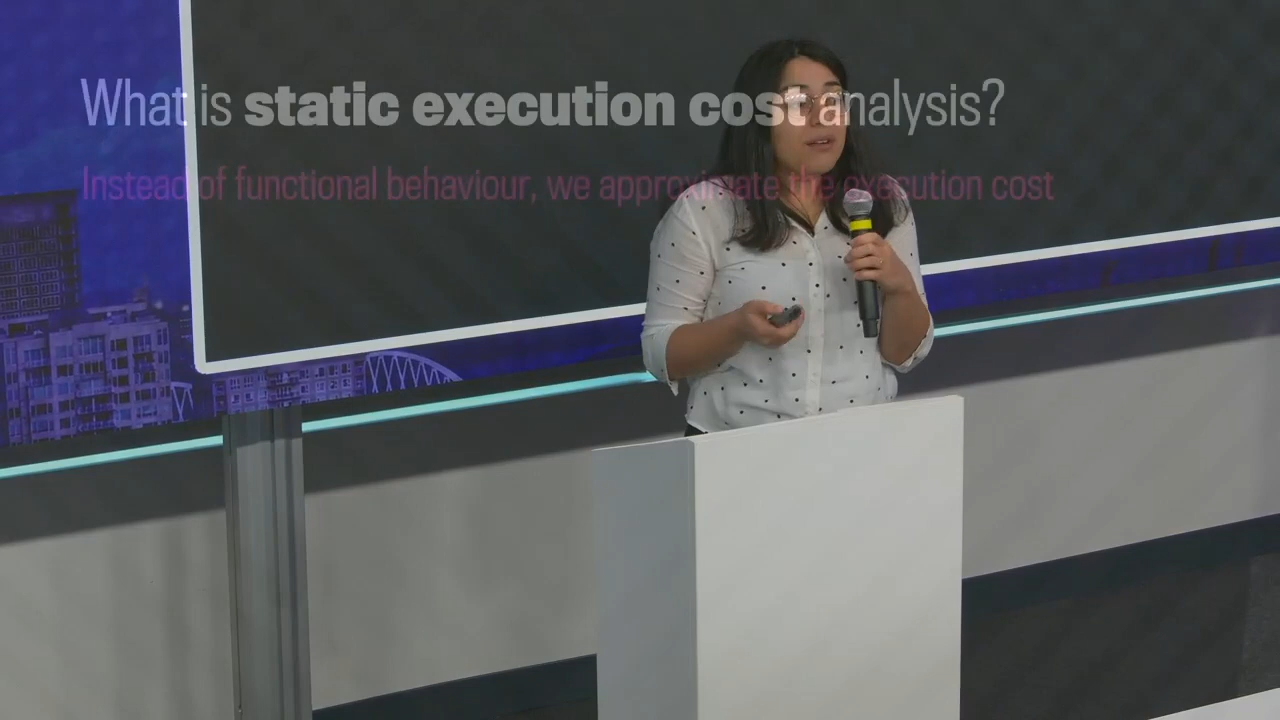 What is static execution cost analysis?
Instead of functional behaviour, we approximate the execution cost